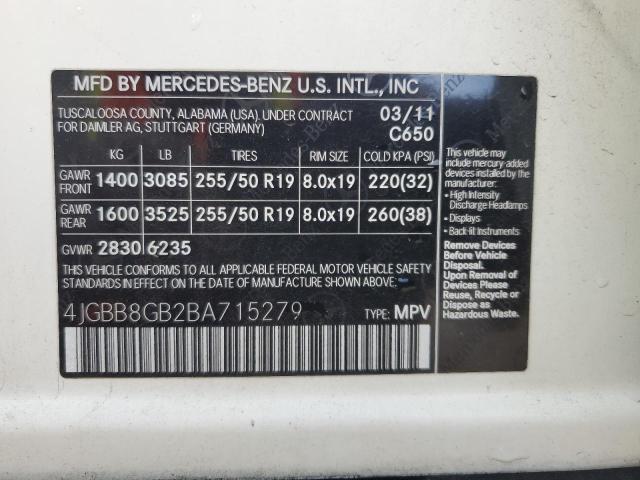 MFD BY MERCEDES-BENZ U.S. INTL., INC
TUSCALOOSA COUNTY, ALABAMA (USA) UNDER CONTRACT
FOR DAIMLER AG, STUTTGART (GERMANY)
03/11
C650
KG LB TIRES RIM SIZE COLD KPA (PSI)
GAWR FRONT 1400 3085 255/50 R19 8.0x19 220(32)
GAWR REAR 1600 3525 255/50 R19 8.0x19 260(38)
GVWR 2830 6235
THIS VEHICLE CONFORMS TO ALL APPLICABLE FEDERAL MOTOR VEHICLE SAFETY
STANDARDS IN EFFECT ON THE DATE OF MANUFACTURE SHOWN ABOVE.
4JGBB8GB2BA715279
TYPE: MPV
This vehicle may
include mercury-added
devices installed by the
manufacturer:
• High Intensity
Discharge Headlamps
• Displays
• Back-lit Instruments
Remove Devices
Before Vehicle
Disposal.
Upon Removal of
Devices Please
Reuse, Recycle or
Dispose as
Hazardous Waste.